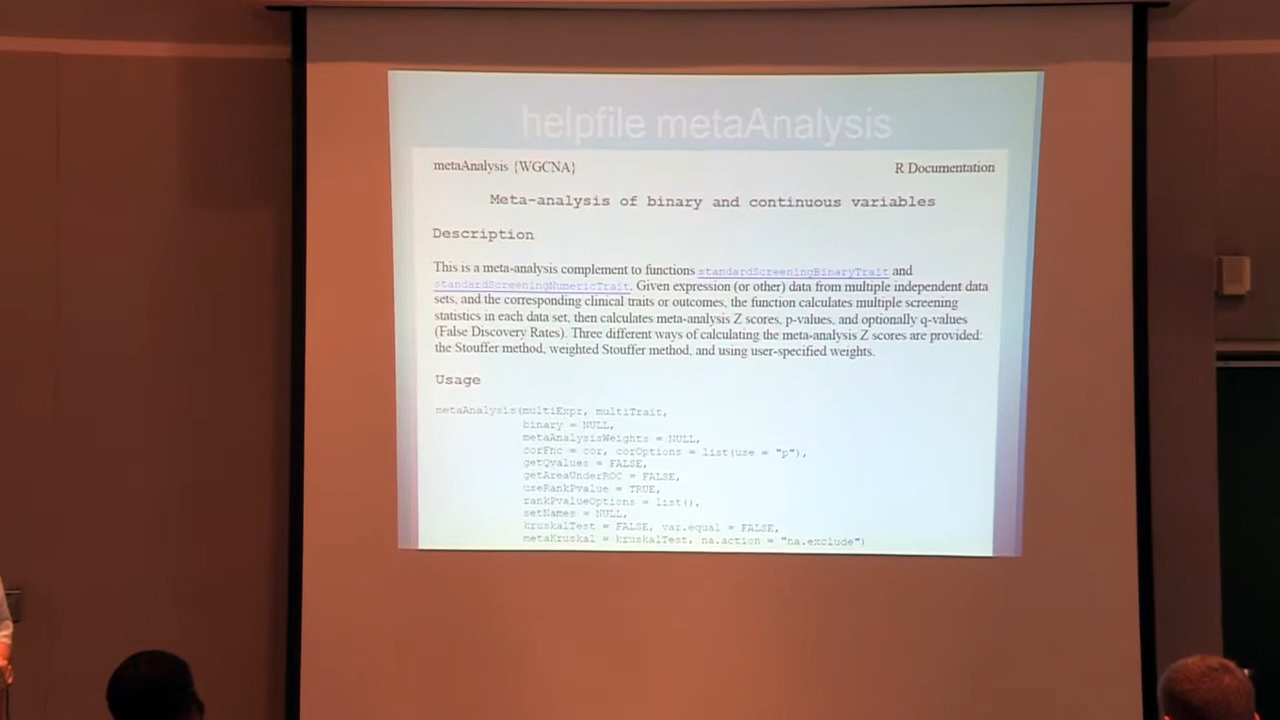 helpfile metaAnalysis
metaAnalysis {WGCNA}
R Documentation
Meta-analysis of binary and continuous variables
Description
This is a meta-analysis complement to functions standardScreeningBinaryTrait and
standardScreeningNumericTrait. Given expression (or other) data from multiple independent data
sets, and the corresponding clinical traits or outcomes, the function calculates multiple screening
statistics in each data set, then calculates meta-analysis Z scores, p-values, and optionally q-values
(False Discovery Rates). Three different ways of calculating the meta-analysis Z scores are provided:
the Stouffer method, weighted Stouffer method, and using user-specified weights.
Usage
metaAnalysis(multiExpr, multiTrait,
binary = NULL,
metaAnalysisWeights = NULL,
corFnc = cor, corOptions = list(use = "p"),
getQvalues = FALSE,
getAreaUnderROC = FALSE,
useRankPvalue = TRUE,
rankPvalueOptions = list(),
setNames = NULL,
kruskalTest = FALSE, var.equal = FALSE,
metaKruskal = kruskalTest, na.action = "na.exclude")